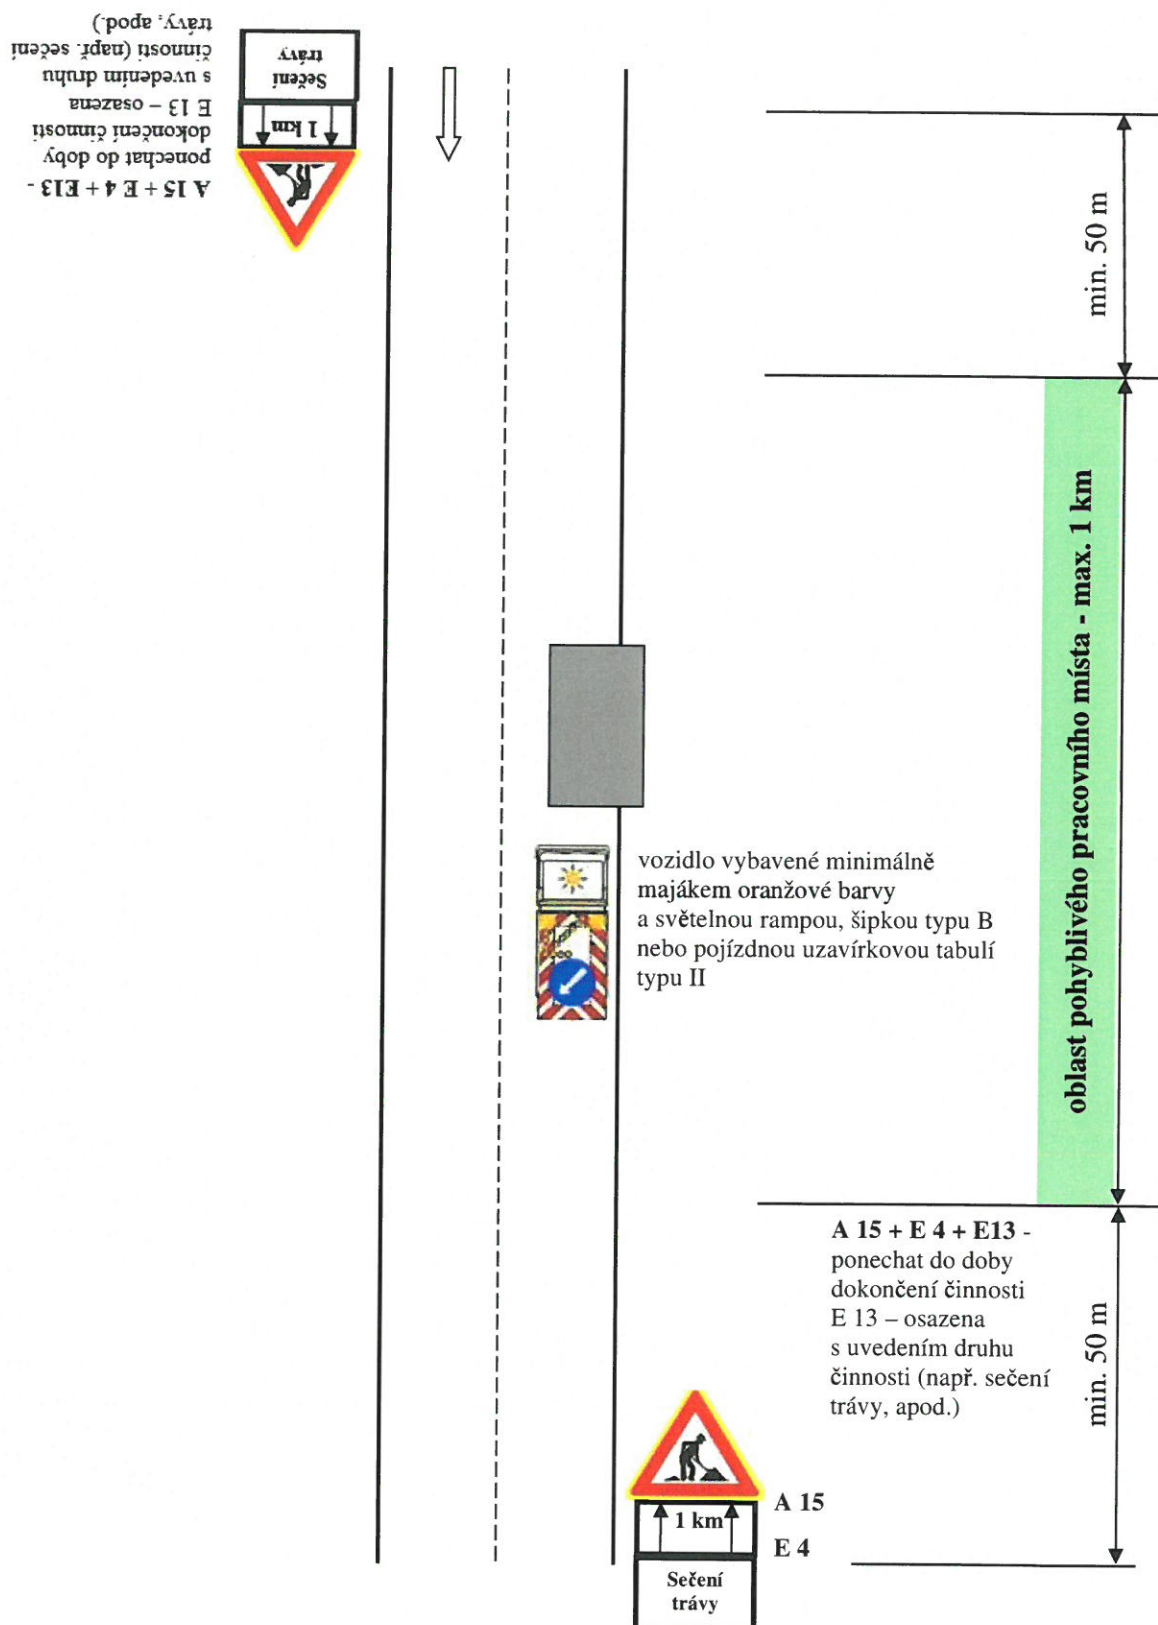 A 15 + E 4 + E13 -
ponechat do doby
dokončení činnosti
E 13 – osazena
s uvedením druhu
činnosti (např. sečení
trávy, apod.)
1 km
Sečení
trávy
min. 50 m
oblast pohyblivého pracovního místa - max. 1 km
vozidlo vybavené minimálně
majákem oranžové barvy
a světelnou rampou, šipkou typu B
nebo pojízdnou uzavírkovou tabulí
typu II
A 15 + E 4 + E13 -
ponechat do doby
dokončení činnosti
E 13 – osazena
s uvedením druhu
činnosti (např. sečení
trávy, apod.)
min. 50 m
A 15
1 km
E 4
Sečení
trávy